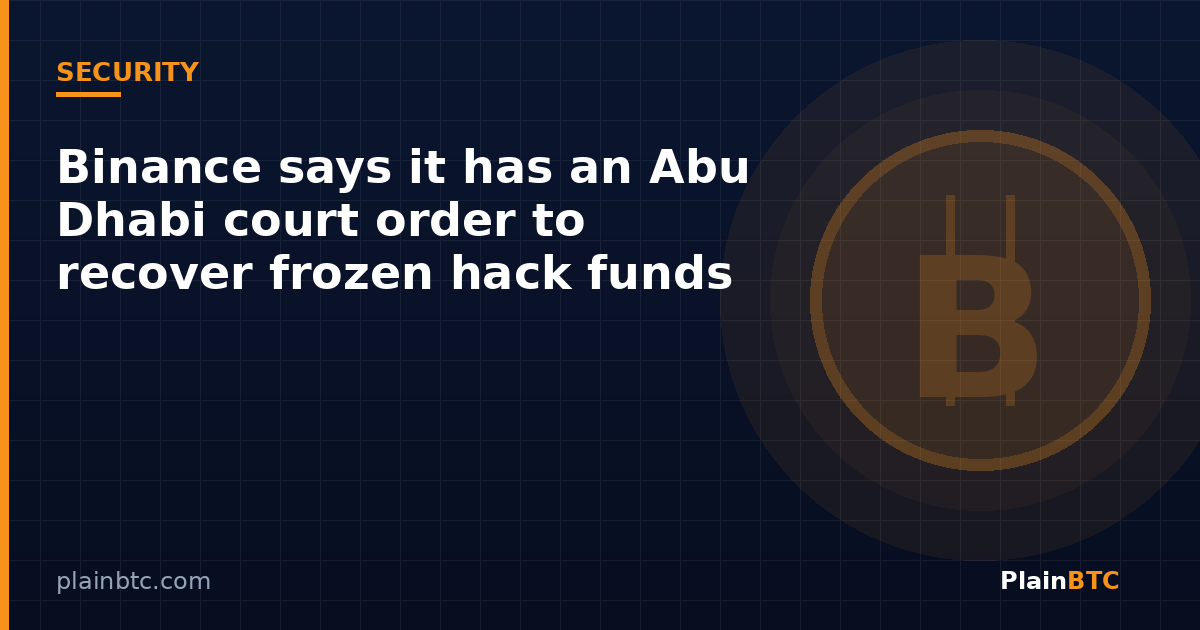 SECURITY
Binance says it has an Abu
Dhabi court order to
recover frozen hack funds
B
plainbtc.com
PlainBTC